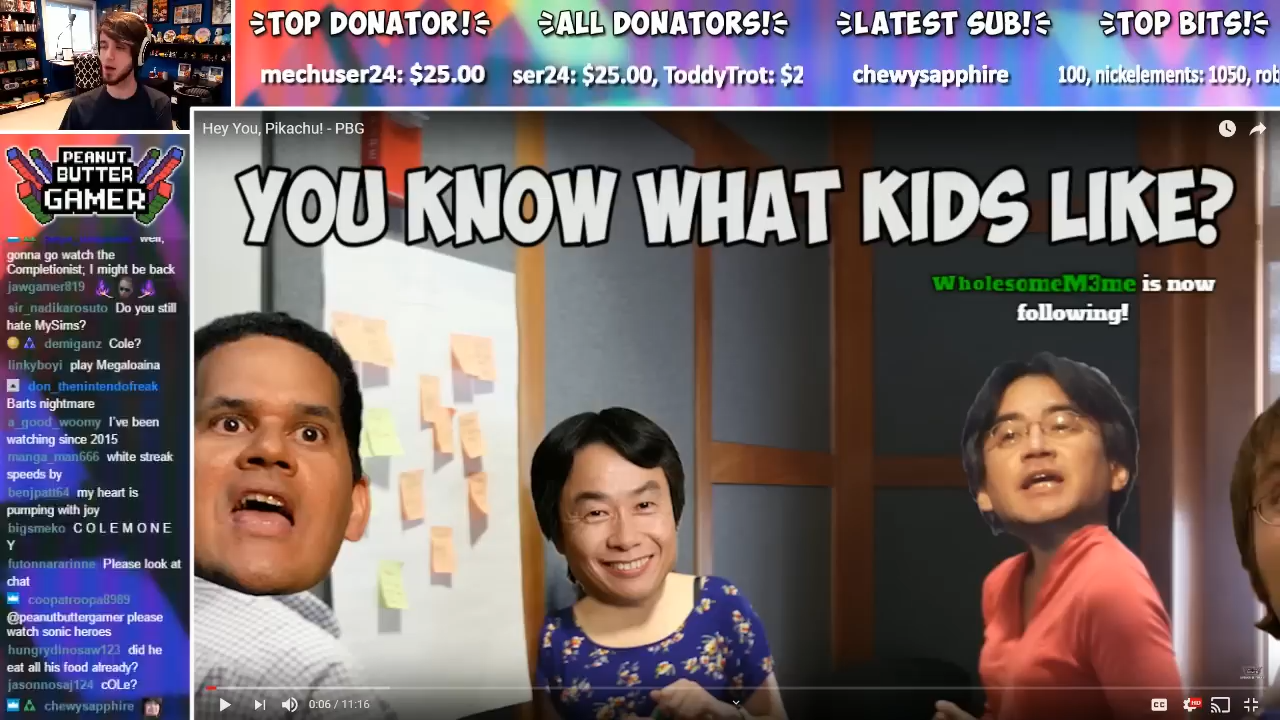 TOP DONATOR!
ALL DONATORS!
LATEST SUB!
TOP BITS!
mechuser24: $25.00
ser24: $25.00, ToddyTrot: $2
chewysapphire
100, nickelements: 1050, rob
Hey You, Pikachu! - PBG
YOU KNOW WHAT KIDS LIKE?
WholesomeM3me is now
following!
PEANUT
BUTTER
GAMER
well,
gonna go watch the
Completionist, I might be back
jawgamer819
sir_nadikarosuto Do you still
hate MySims?
demiganz Cole?
linkyboyi play Megaloaina
don_thenintendofreak
Barts nightmare
a_good_woomy I've been
watching since 2015
manga_man666 white streak
speeds by
benjpatt64 my heart is
pumping with joy
bigsmeko C O L E M O N E
Y
futonnararinne Please look at
chat
coopatroopa8989
@peanutbuttergamer please
watch sonic heroes
hungrydinosaw123 did he
eat all his food already?
jasonnosaj124 cOLe?
chewysapphire
0:06 / 11:16
CC
HD